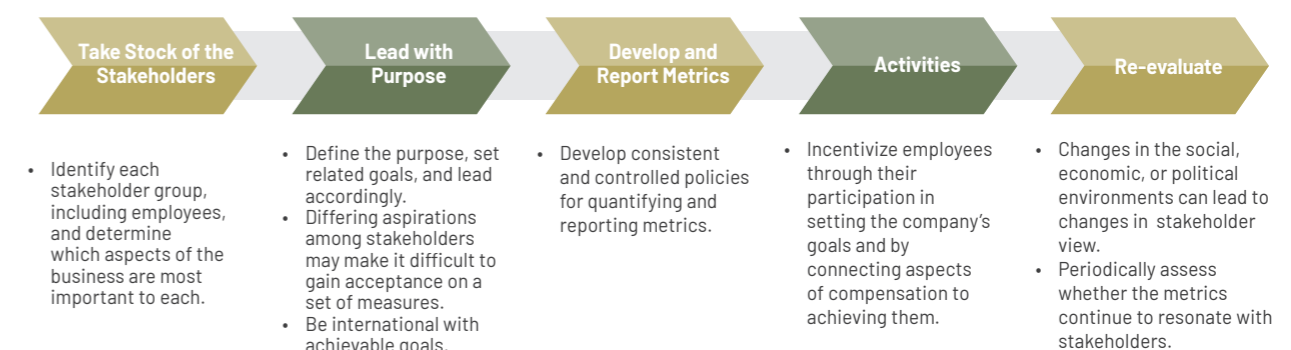 Take Stock of the
Stakeholders
Lead with
Purpose
Develop and
Report Metrics
Activities
Re-evaluate
• Identify each
stakeholder group,
including employees,
and determine
which aspects of the
business are most
important to each.
• Define the purpose, set
related goals, and lead
accordingly.
• Differing aspirations
among stakeholders
may make it difficult to
gain acceptance on a
set of measures.
• Be international with
achievable goals.
• Develop consistent
and controlled policies
for quantifying and
reporting metrics.
• Incentivize employees
through their
participation in
setting the company’s
goals and by
connecting aspects
of compensation to
achieving them.
• Changes in the social,
economic, or political
environments can lead to
changes in stakeholder
view.
• Periodically assess
whether the metrics
continue to resonate with
stakeholders.